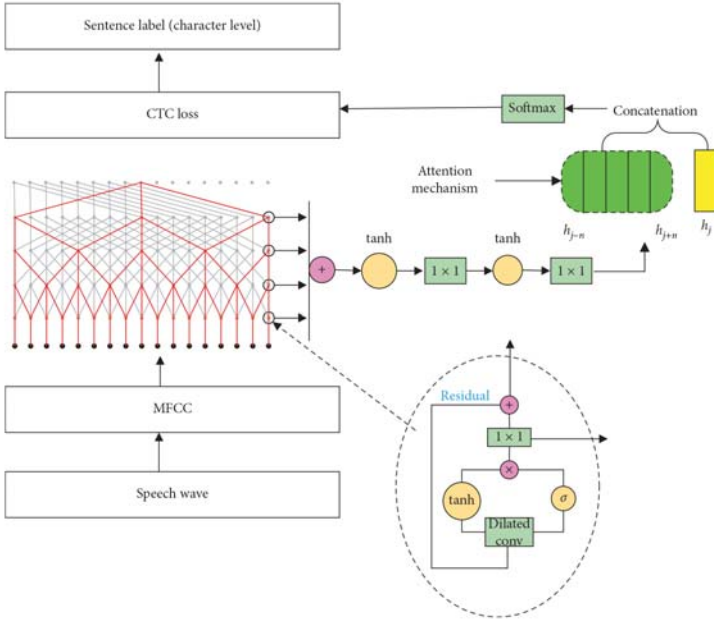 Sentence label (character level)
CTC loss
Softmax
Concatenation
Attention
mechanism
h_{j−n}
h_{j+n}
h_j
tanh
tanh
+
1 × 1
1 × 1
MFCC
Speech wave
Residual
+
1 × 1
×
tanh
σ
Dilated
conv